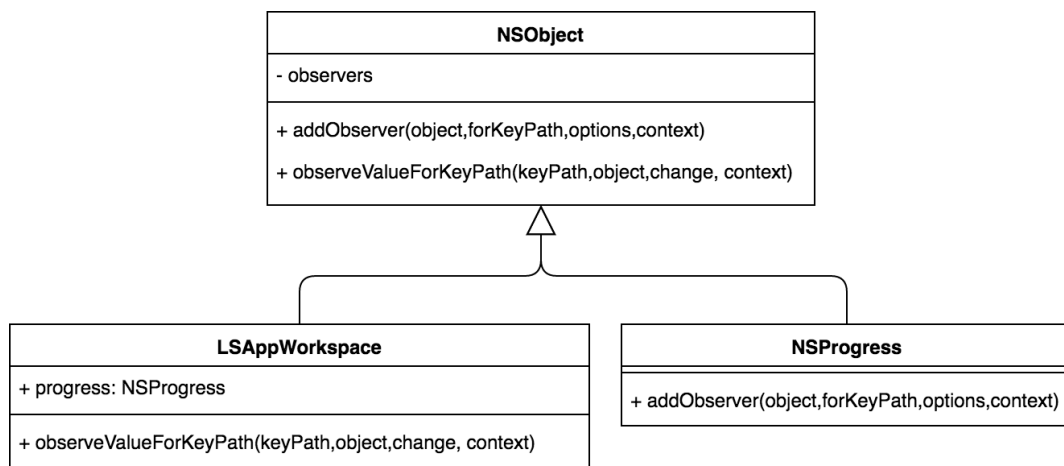 NSObject
- observers
+ addObserver(object,forKeyPath,options,context)
+ observeValueForKeyPath(keyPath,object,change, context)
LSAppWorkspace
+ progress: NSProgress
+ observeValueForKeyPath(keyPath,object,change, context)
NSProgress
+ addObserver(object,forKeyPath,options,context)